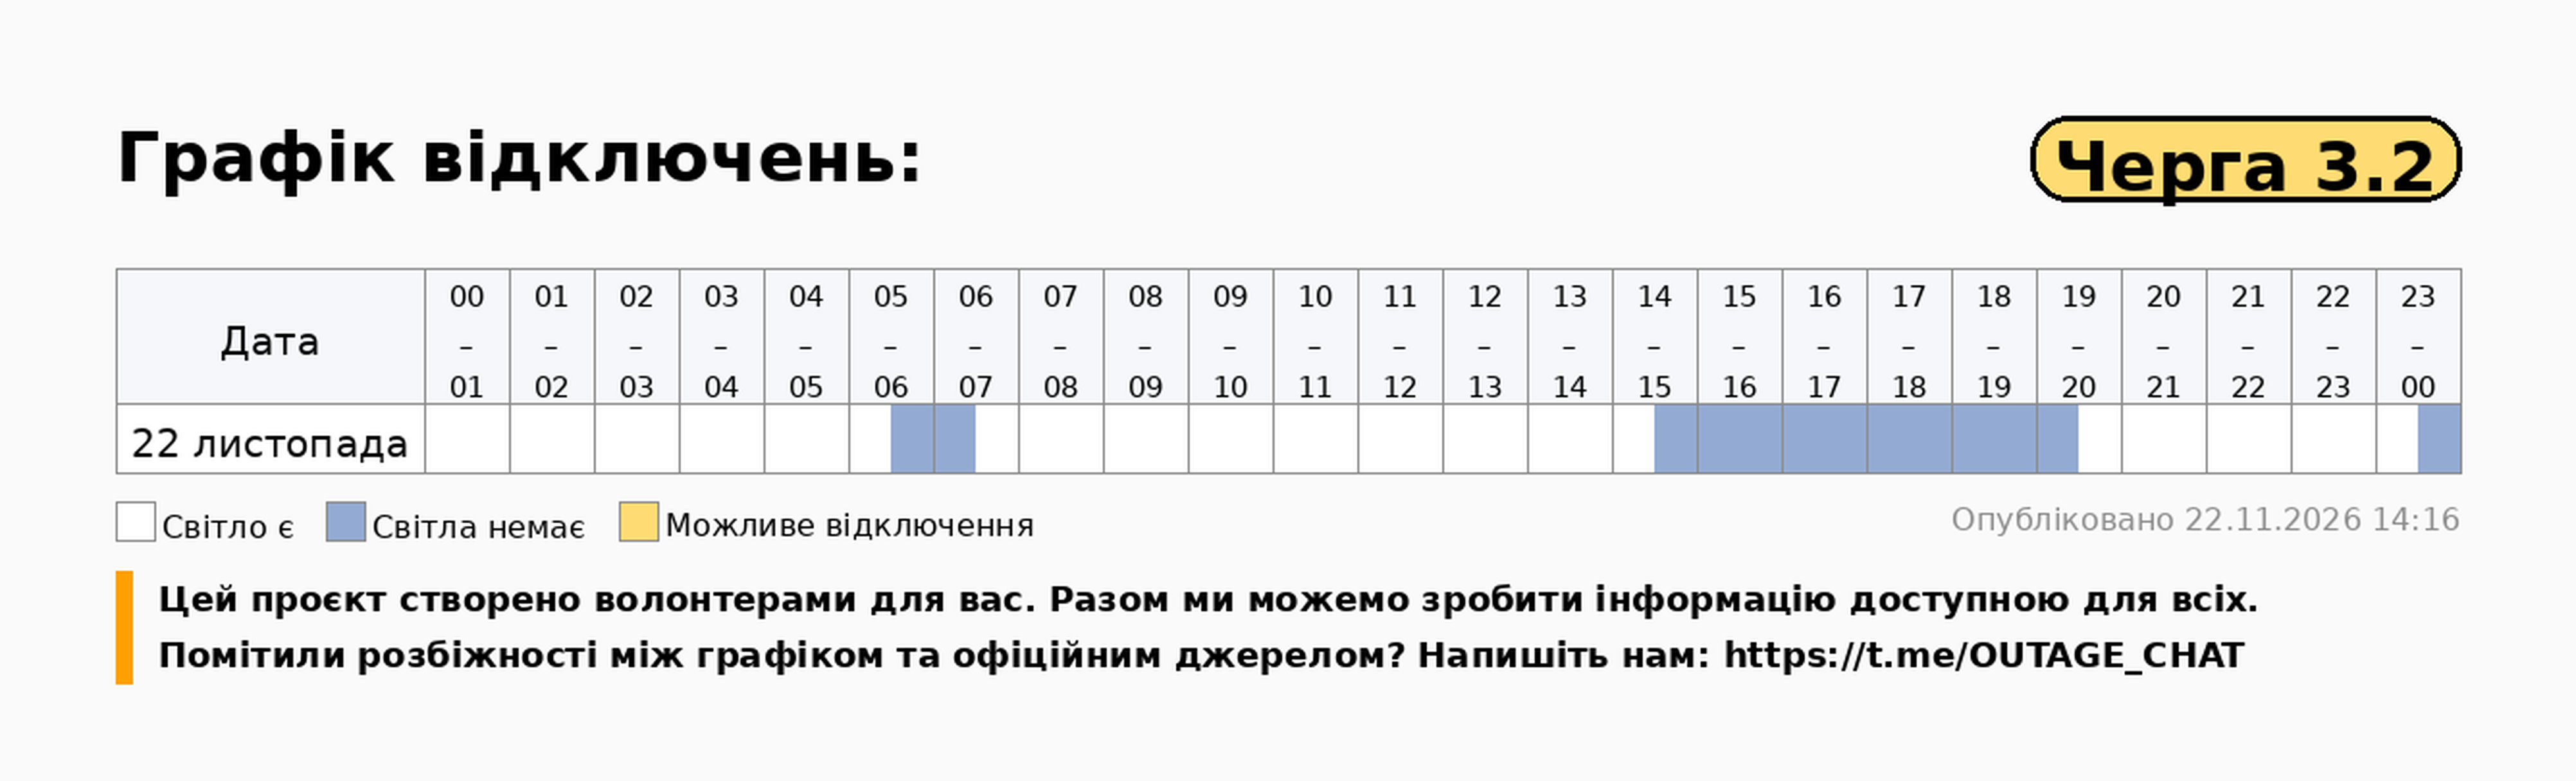 Графік відключень:
Черга 3.2
Дата
00 – 01
01 – 02
02 – 03
03 – 04
04 – 05
05 – 06
06 – 07
07 – 08
08 – 09
09 – 10
10 – 11
11 – 12
12 – 13
13 – 14
14 – 15
15 – 16
16 – 17
17 – 18
18 – 19
19 – 20
20 – 21
21 – 22
22 – 23
23 – 00
22 листопада
Світло є
Світла немає
Можливе відключення
Опубліковано 22.11.2026 14:16
Цей проєкт створено волонтерами для вас. Разом ми можемо зробити інформацію доступною для всіх.
Помітили розбіжності між графіком та офіційним джерелом? Напишіть нам: https://t.me/OUTAGE_CHAT